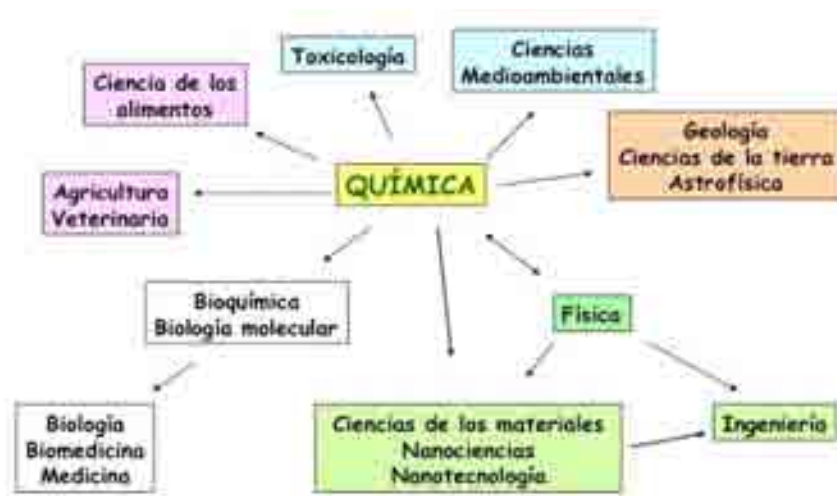 Toxicología
Ciencias
Medioambientales
Ciencia de los
alimentos
Geología
Ciencias de la tierra
Astrofísica
QUÍMICA
Agricultura
Veterinaria
Bioquímica
Biología molecular
Física
Biología
Biomedicina
Medicina
Ciencias de los materiales
Nanociencias
Nanotecnología
Ingeniería